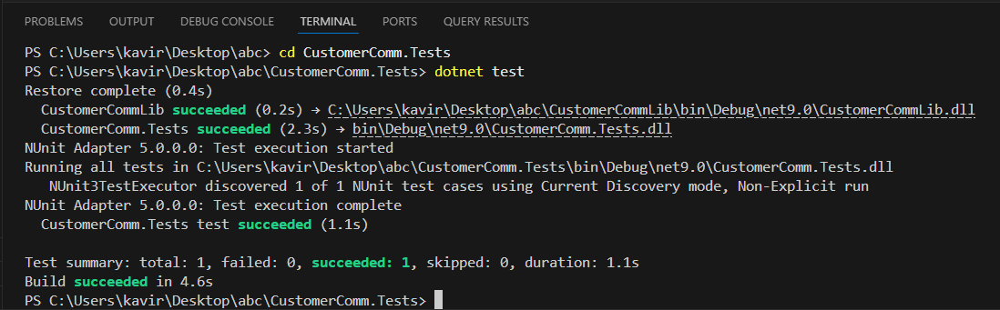 PROBLEMS OUTPUT DEBUG CONSOLE TERMINAL PORTS QUERY RESULTS
PS C:\Users\kavir\Desktop\abc> cd CustomerComm.Tests
PS C:\Users\kavir\Desktop\abc\CustomerComm.Tests> dotnet test
Restore complete (0.4s)
  CustomerCommLib succeeded (0.2s) → C:\Users\kavir\Desktop\abc\CustomerCommLib\bin\Debug\net9.0\CustomerCommLib.dll
  CustomerComm.Tests succeeded (2.3s) → bin\Debug\net9.0\CustomerComm.Tests.dll
NUnit Adapter 5.0.0.0: Test execution started
Running all tests in C:\Users\kavir\Desktop\abc\CustomerComm.Tests\bin\Debug\net9.0\CustomerComm.Tests.dll
   NUnit3TestExecutor discovered 1 of 1 NUnit test cases using Current Discovery mode, Non-Explicit run
NUnit Adapter 5.0.0.0: Test execution complete
  CustomerComm.Tests test succeeded (1.1s)

Test summary: total: 1, failed: 0, succeeded: 1, skipped: 0, duration: 1.1s
Build succeeded in 4.6s
PS C:\Users\kavir\Desktop\abc\CustomerComm.Tests>